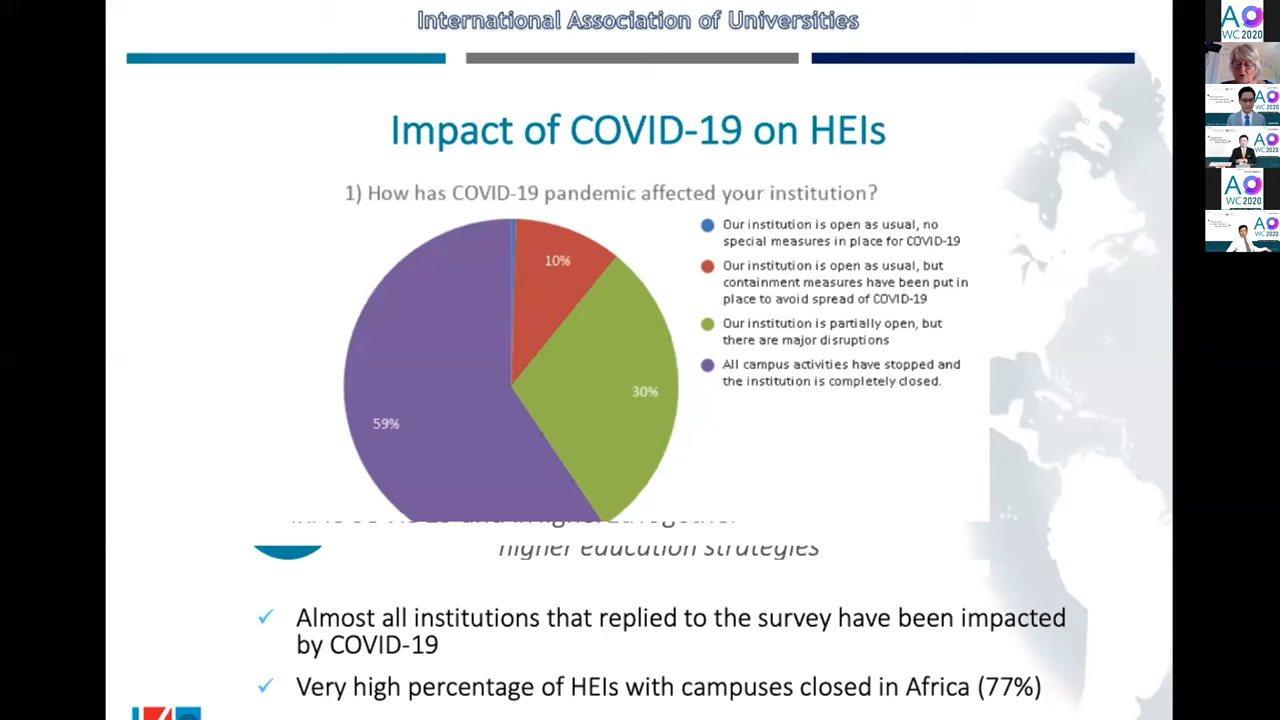 International Association of Universities
Impact of COVID-19 on HEIs
1) How has COVID-19 pandemic affected your institution?
Our institution is open as usual, no
special measures in place for COVID-19
Our institution is open as usual, but
containment measures have been put in
place to avoid spread of COVID-19
Our institution is partially open, but
there are major disruptions
All campus activities have stopped and
the institution is completely closed.
10%
30%
59%
higher education strategies
✓ Almost all institutions that replied to the survey have been impacted
by COVID-19
✓ Very high percentage of HEIs with campuses closed in Africa (77%)
WC 2020
WC 2020